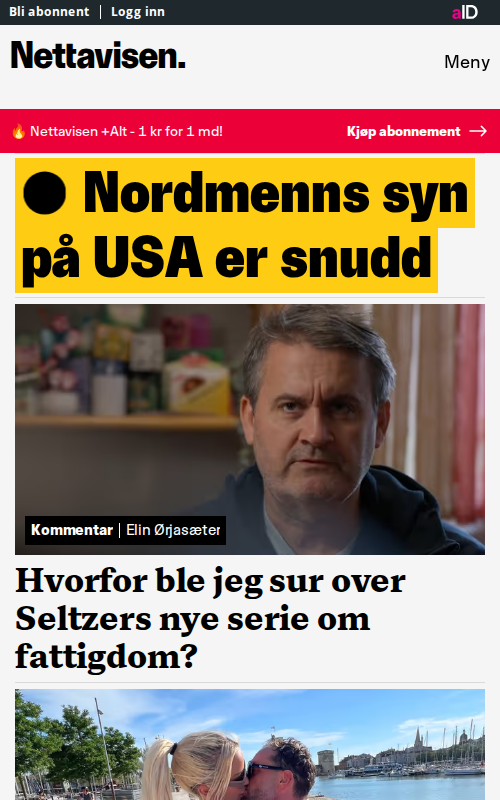 Bli abonnent | Logg inn
aID
Nettavisen.
Meny
🔥 Nettavisen +Alt - 1 kr for 1 md!
Kjøp abonnement →
● Nordmenns syn
på USA er snudd
Kommentar | Elin Ørjasæter
Hvorfor ble jeg sur over
Seltzers nye serie om
fattigdom?